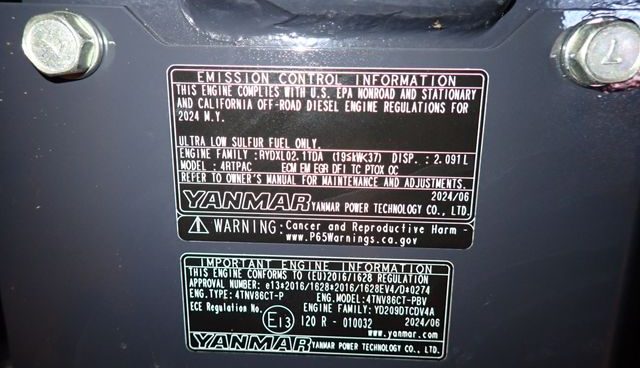 EMISSION CONTROL INFORMATION
THIS ENGINE COMPLIES WITH U.S. EPA NONROAD AND STATIONARY
AND CALIFORNIA OFF-ROAD DIESEL ENGINE REGULATIONS FOR
2024 M.Y.
ULTRA LOW SULFUR FUEL ONLY.
ENGINE FAMILY : RYDXL02.1TDA (19≤kW<37) DISP. : 2.091L
MODEL : 4RTPAC ECM EM EGR DFI TC PTOX OC
REFER TO OWNER'S MANUAL FOR MAINTENANCE AND ADJUSTMENTS.
2024/06
YANMAR YANMAR POWER TECHNOLOGY CO., LTD.
WARNING: Cancer and Reproductive Harm -
www.P65Warnings.ca.gov
IMPORTANT ENGINE INFORMATION
THIS ENGINE CONFORMS TO (EU)2016/1628 REGULATION
APPROVAL NUMBER: e13*2016/1628*2016/1628EV4/D*0274
ENG.TYPE: 4TNV86CT-P ENG.MODEL: 4TNV86CT-PBV
ENGINE FAMILY: YD209DTCDV4A
ECE Regulation No. E13 120 R - 010032 2024/06
www.yanmar.com
YANMAR YANMAR POWER TECHNOLOGY CO., LTD.
7